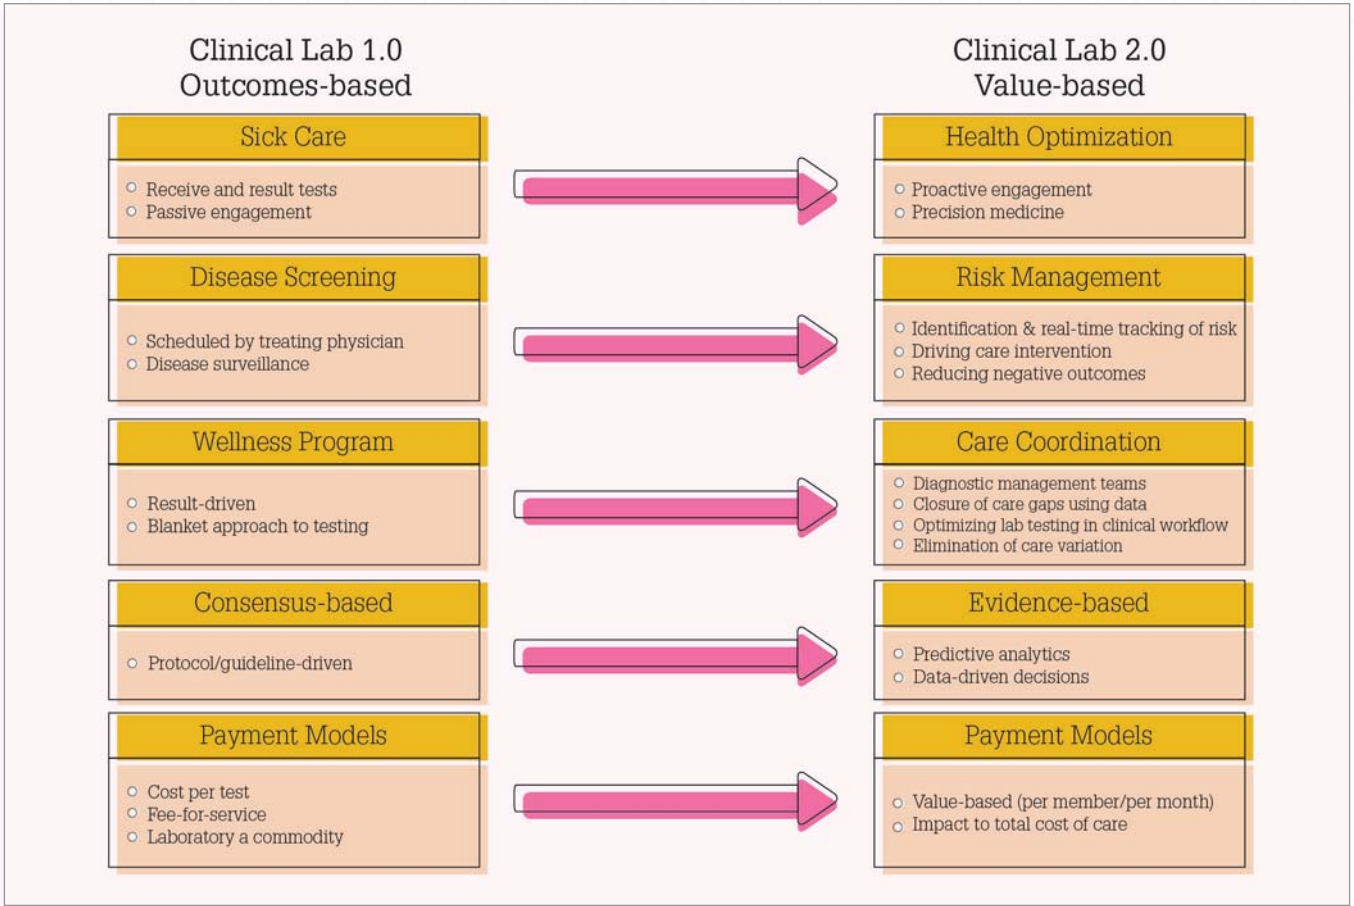 Clinical Lab 1.0
Outcomes-based
Clinical Lab 2.0
Value-based
Sick Care
Receive and result tests
Passive engagement
Health Optimization
Proactive engagement
Precision medicine
Disease Screening
Scheduled by treating physician
Disease surveillance
Risk Management
Identification & real-time tracking of risk
Driving care intervention
Reducing negative outcomes
Wellness Program
Result-driven
Blanket approach to testing
Care Coordination
Diagnostic management teams
Closure of care gaps using data
Optimizing lab testing in clinical workflow
Elimination of care variation
Consensus-based
Protocol/guideline-driven
Evidence-based
Predictive analytics
Data-driven decisions
Payment Models
Cost per test
Fee-for-service
Laboratory a commodity
Payment Models
Value-based (per member/per month)
Impact to total cost of care